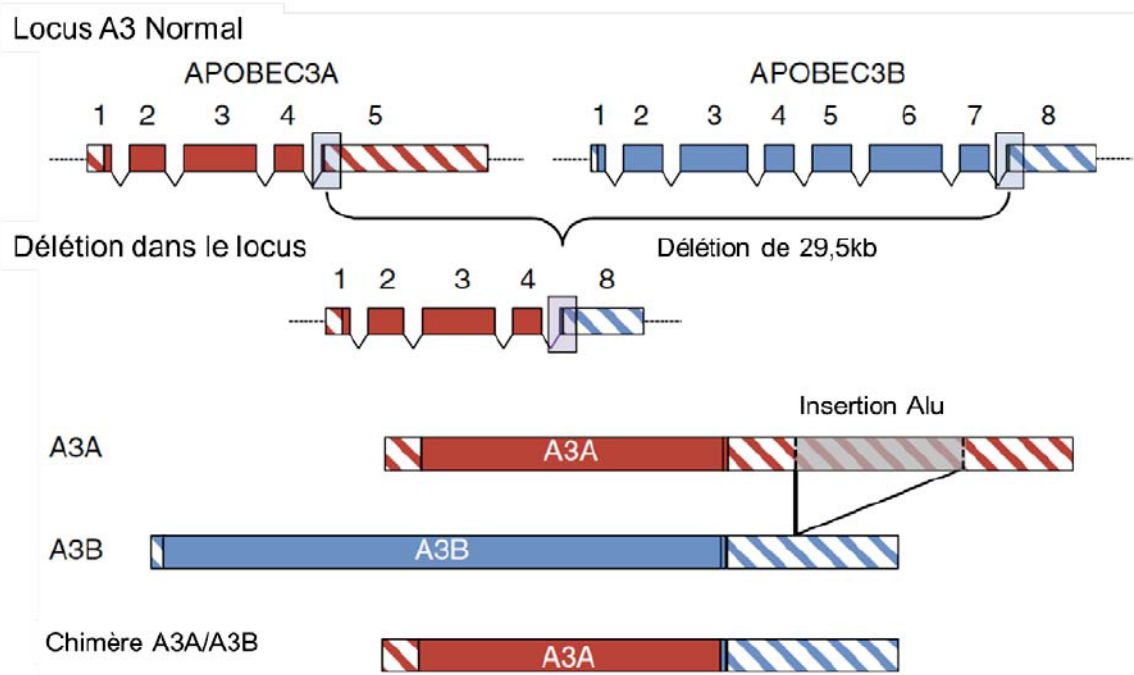 Locus A3 Normal
APOBEC3A APOBEC3B
1 2 3 4 5 1 2 3 4 5 6 7 8
Délétion dans le locus
Délétion de 29,5kb
1 2 3 4 8
Insertion Alu
A3A A3A
A3B A3B
Chimère A3A/A3B A3A